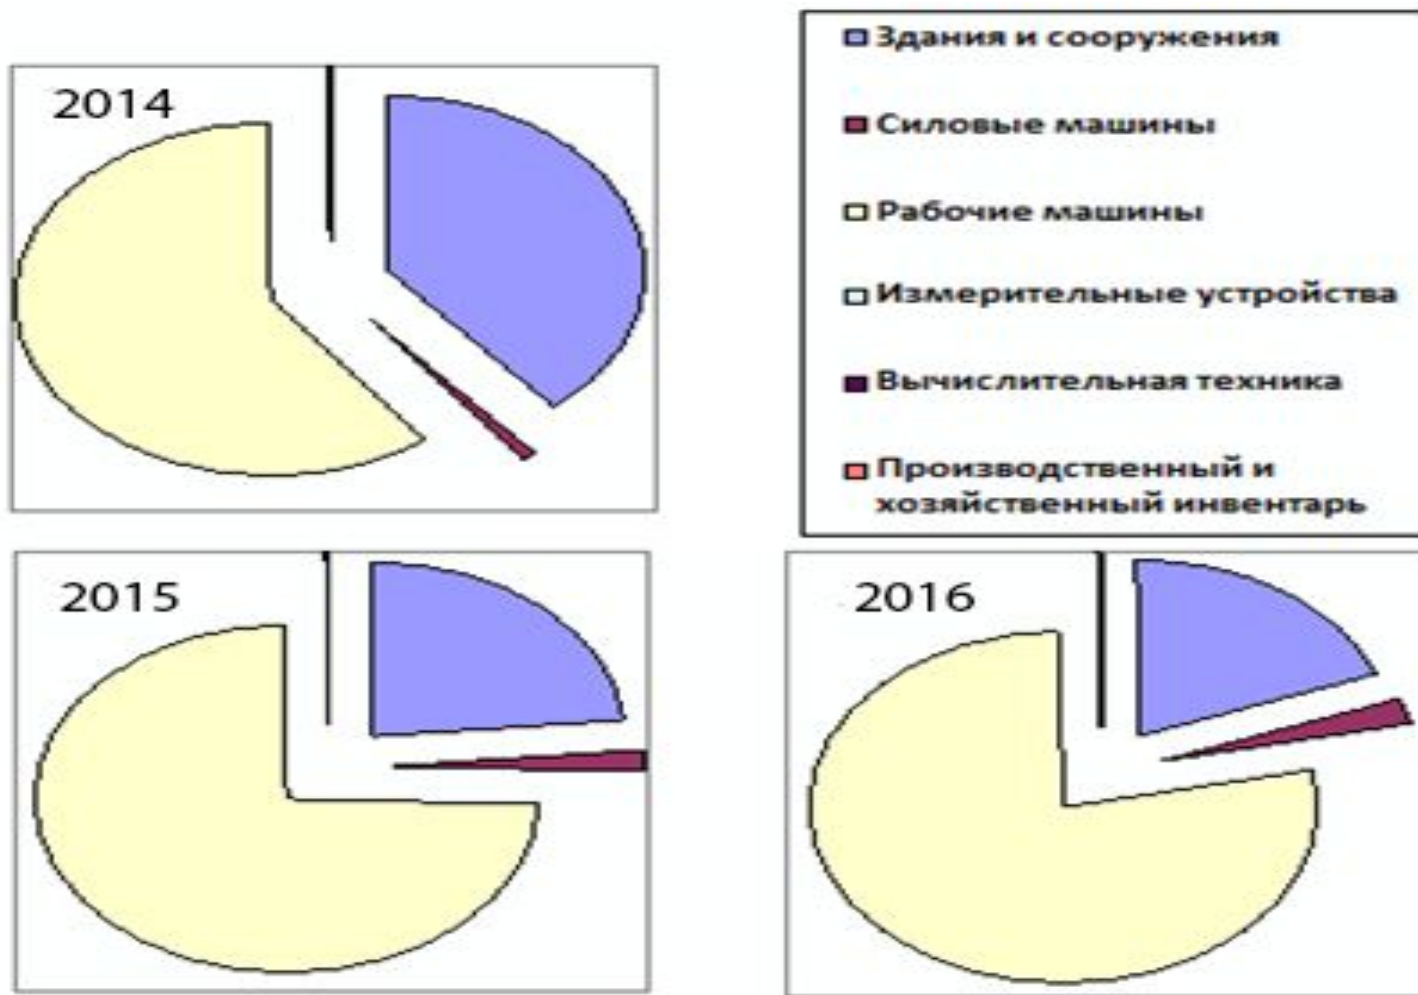 2014
Здания и сооружения
Силовые машины
Рабочие машины
Измерительные устройства
Вычислительная техника
Производственный и
хозяйственный инвентарь
2015
2016